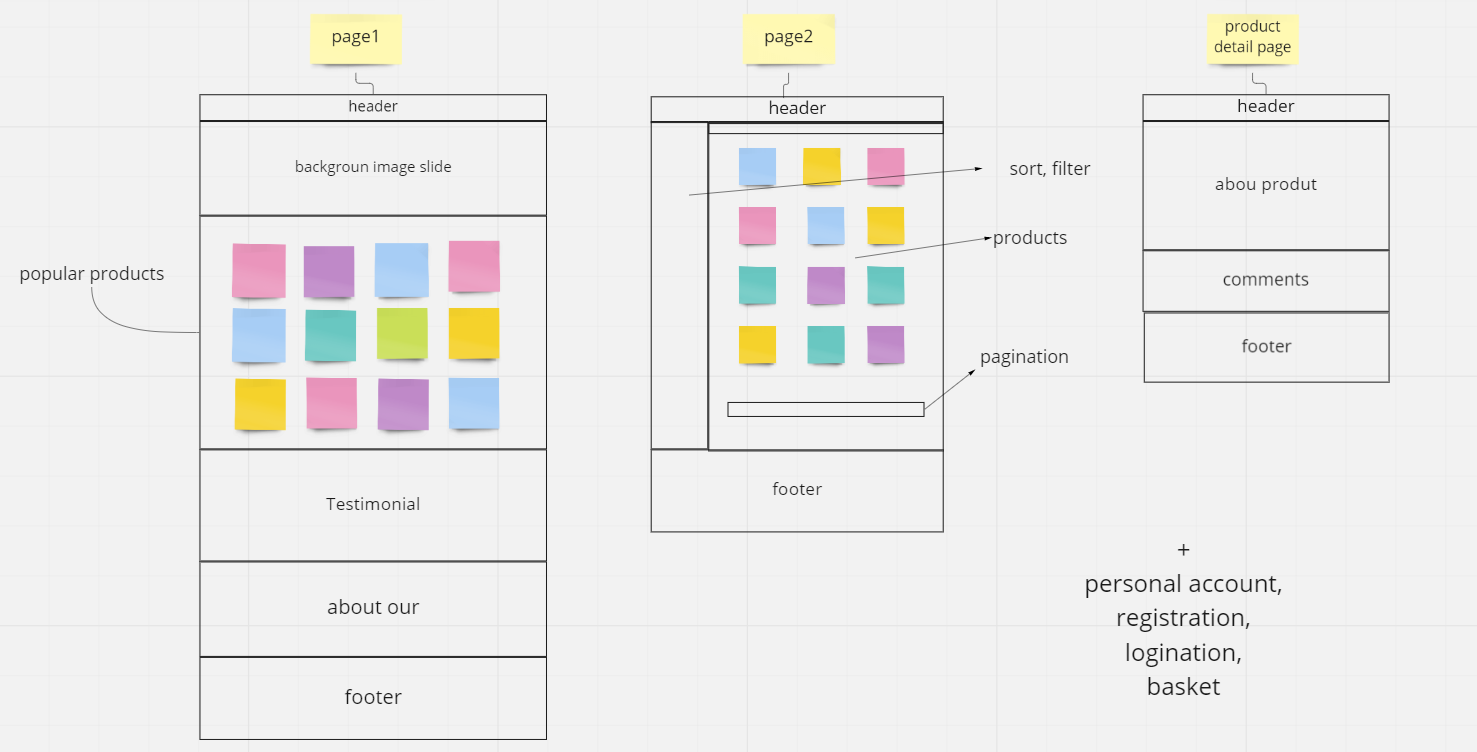 page1
header
backgroun image slide
popular products
Testimonial
about our
footer
page2
header
sort, filter
products
pagination
footer
product
detail page
header
abou produt
comments
footer
+
personal account,
registration,
logination,
basket